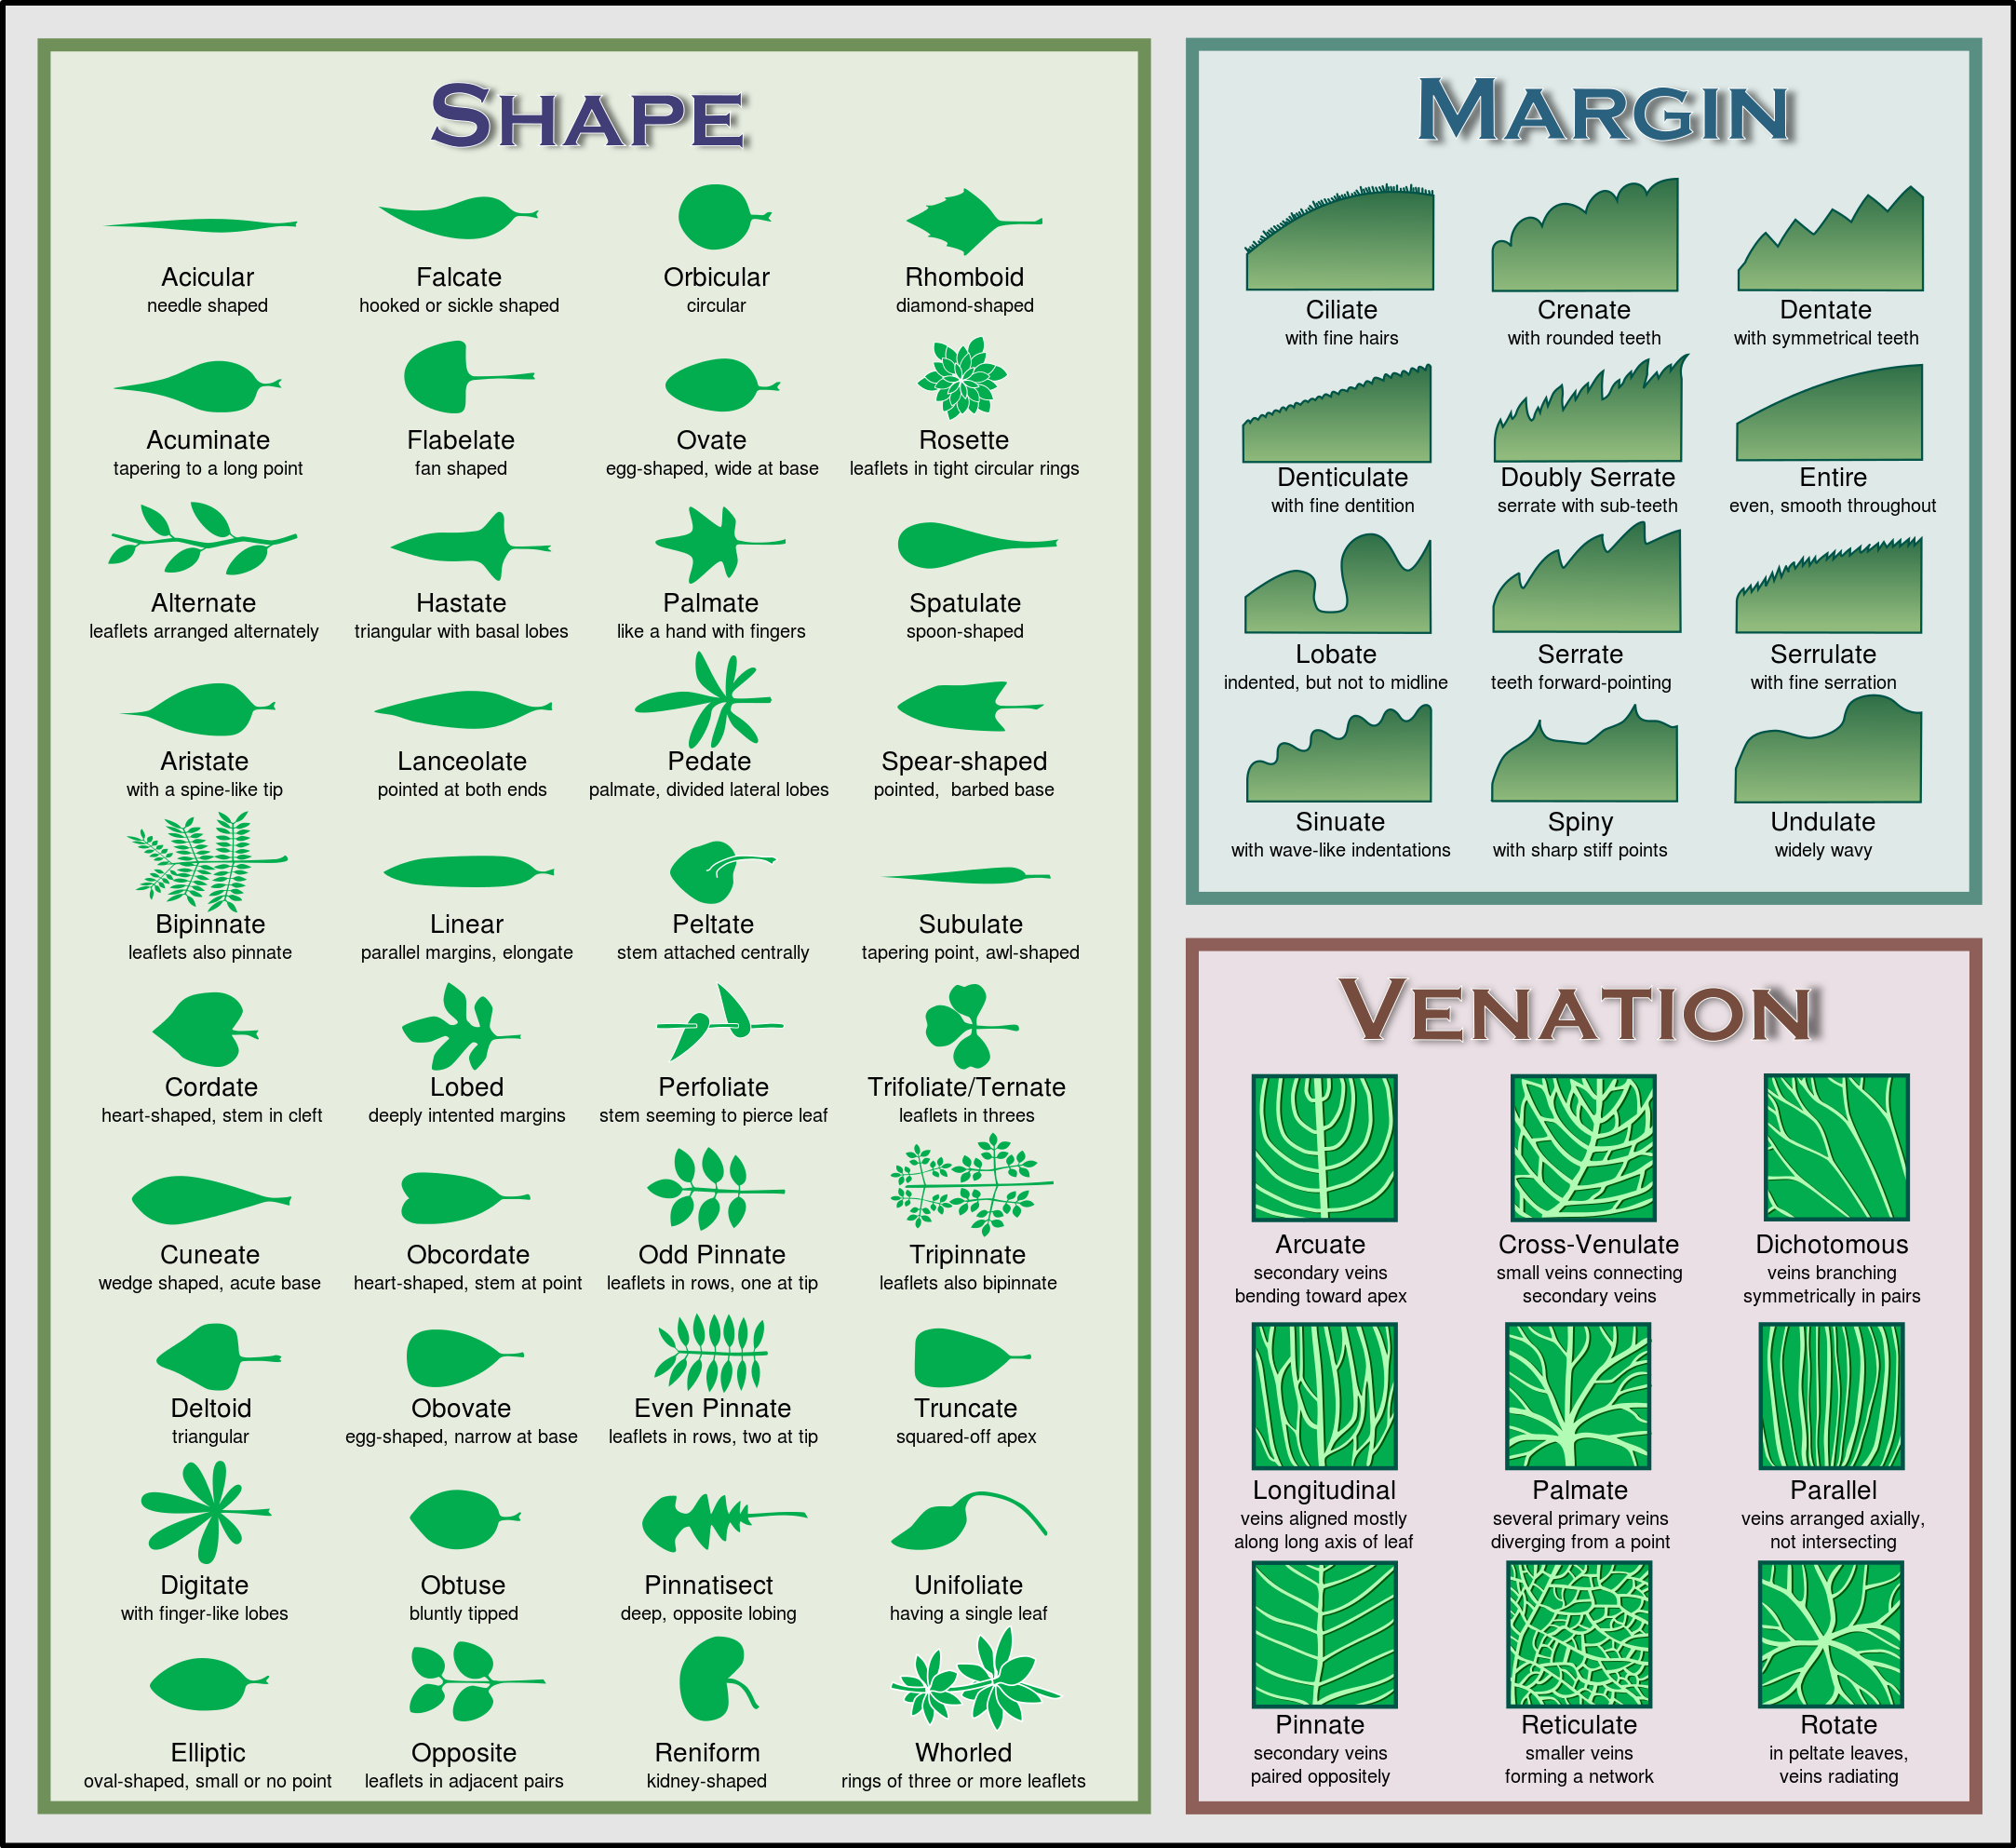 SHAPE
Acicular
needle shaped
Falcate
hooked or sickle shaped
Orbicular
circular
Rhomboid
diamond-shaped
Acuminate
tapering to a long point
Flabelate
fan shaped
Ovate
egg-shaped, wide at base
Rosette
leaflets in tight circular rings
Alternate
leaflets arranged alternately
Hastate
triangular with basal lobes
Palmate
like a hand with fingers
Spatulate
spoon-shaped
Aristate
with a spine-like tip
Lanceolate
pointed at both ends
Pedate
palmate, divided lateral lobes
Spear-shaped
pointed, barbed base
Bipinnate
leaflets also pinnate
Linear
parallel margins, elongate
Peltate
stem attached centrally
Subulate
tapering point, awl-shaped
Cordate
heart-shaped, stem in cleft
Lobed
deeply intented margins
Perfoliate
stem seeming to pierce leaf
Trifoliate/Ternate
leaflets in threes
Cuneate
wedge shaped, acute base
Obcordate
heart-shaped, stem at point
Odd Pinnate
leaflets in rows, one at tip
Tripinnate
leaflets also bipinnate
Deltoid
triangular
Obovate
egg-shaped, narrow at base
Even Pinnate
leaflets in rows, two at tip
Truncate
squared-off apex
Digitate
with finger-like lobes
Obtuse
bluntly tipped
Pinnatisect
deep, opposite lobing
Unifoliate
having a single leaf
Elliptic
oval-shaped, small or no point
Opposite
leaflets in adjacent pairs
Reniform
kidney-shaped
Whorled
rings of three or more leaflets
MARGIN
Ciliate
with fine hairs
Crenate
with rounded teeth
Dentate
with symmetrical teeth
Denticulate
with fine dentition
Doubly Serrate
serrate with sub-teeth
Entire
even, smooth throughout
Lobate
indented, but not to midline
Serrate
teeth forward-pointing
Serrulate
with fine serration
Sinuate
with wave-like indentations
Spiny
with sharp stiff points
Undulate
widely wavy
VENATION
Arcuate
secondary veins
bending toward apex
Cross-Venulate
small veins connecting
secondary veins
Dichotomous
veins branching
symmetrically in pairs
Longitudinal
veins aligned mostly
along long axis of leaf
Palmate
several primary veins
diverging from a point
Parallel
veins arranged axially,
not intersecting
Pinnate
secondary veins
paired oppositely
Reticulate
smaller veins
forming a network
Rotate
in peltate leaves,
veins radiating